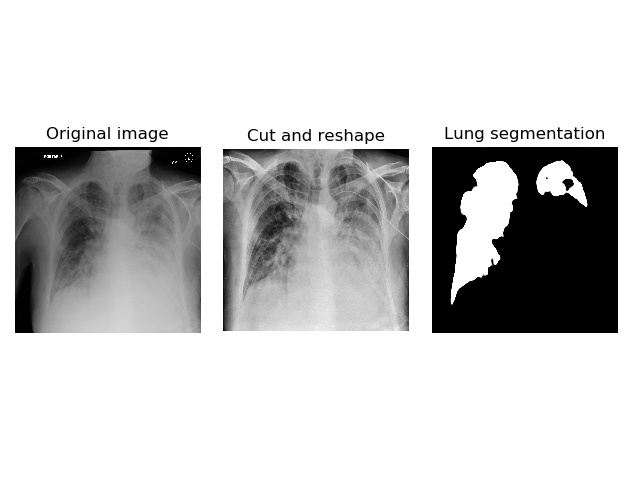 Original image
Cut and reshape
Lung segmentation